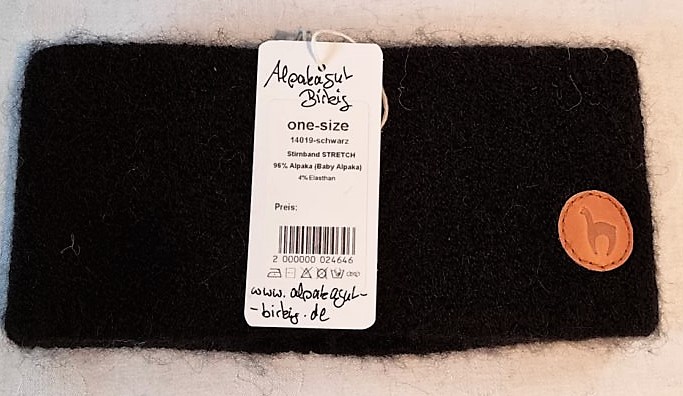 Alpakagut
Birkig
one-size
14019-schwarz
Stirnband STRETCH
96% Alpaka (Baby Alpaka)
4% Elasthan
Preis:
2 000000 024646
www.alpakagut-
-birkig.de